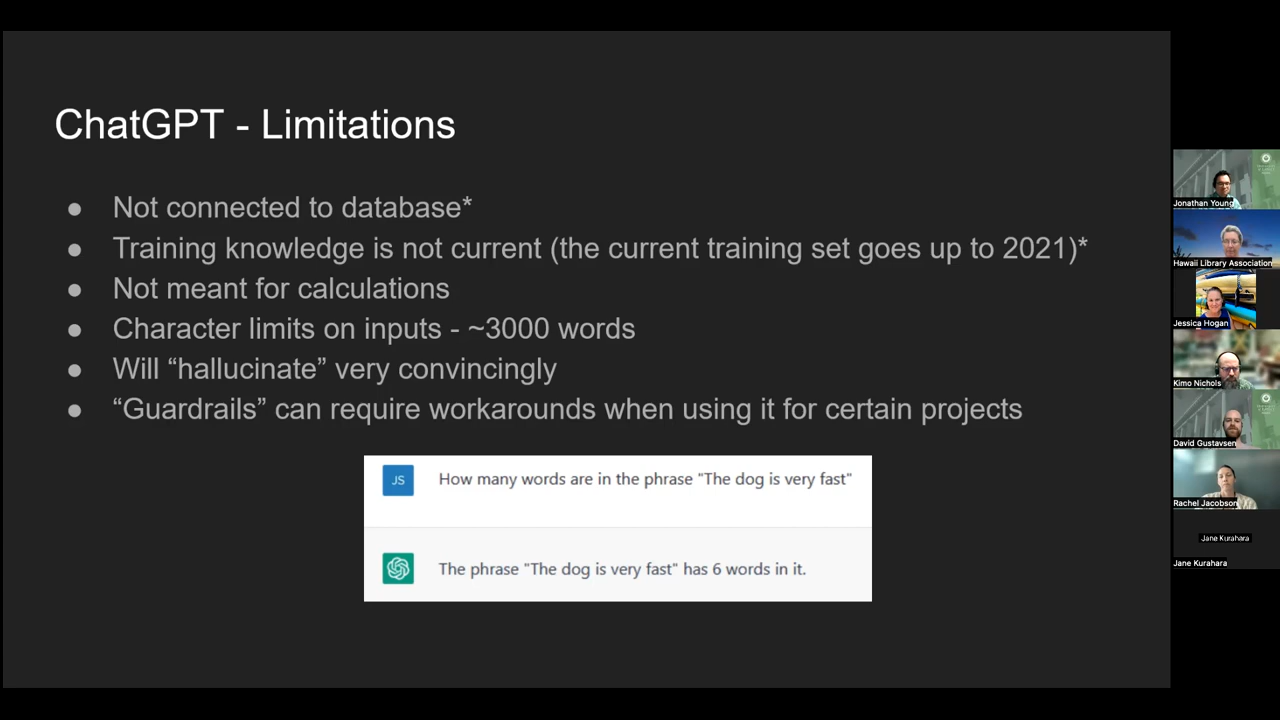 ChatGPT - Limitations
● Not connected to database*
● Training knowledge is not current (the current training set goes up to 2021)*
● Not meant for calculations
● Character limits on inputs - ~3000 words
● Will “hallucinate” very convincingly
● “Guardrails” can require workarounds when using it for certain projects
JS
How many words are in the phrase "The dog is very fast"
The phrase "The dog is very fast" has 6 words in it.
Jonathan Young
Hawaii Library Association
Jessica Hogan
Kimo Nichols
David Gustavsen
Rachel Jacobson
Jane Kurahara
Jane Kurahara